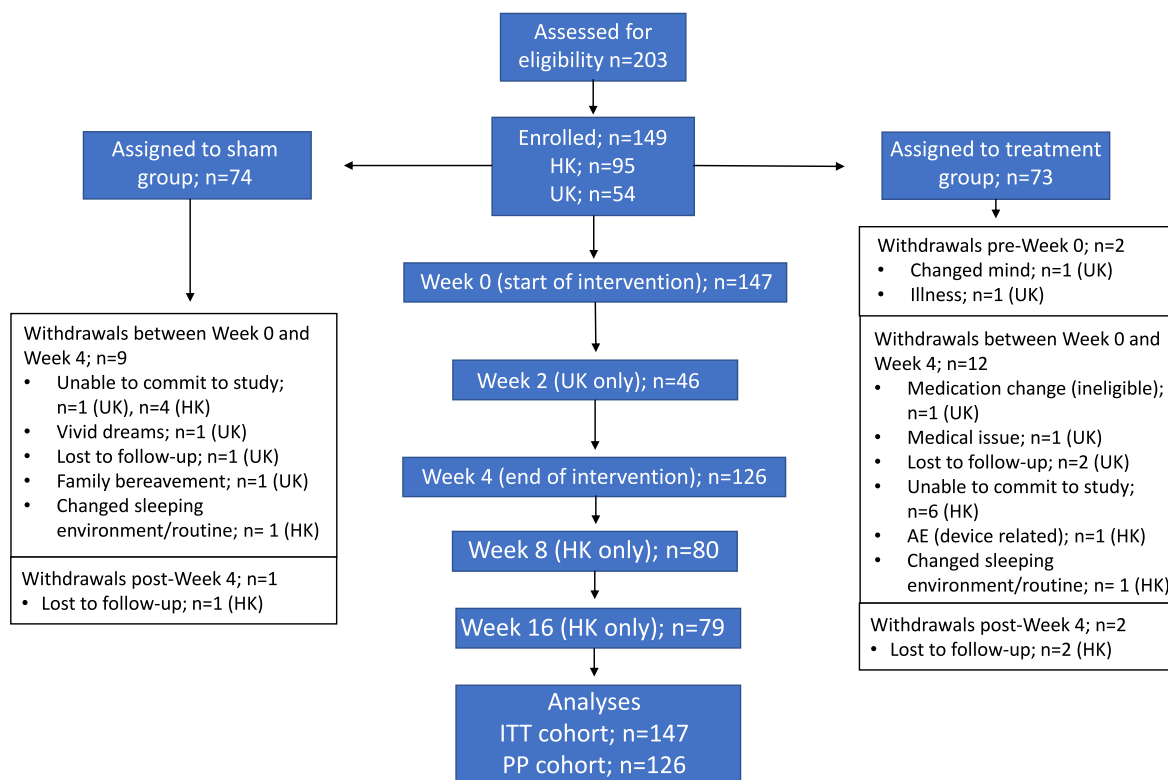 Assessed for
eligibility n=203
Enrolled; n=149
HK; n=95
UK; n=54
Assigned to sham
group; n=74
Assigned to treatment
group; n=73
Withdrawals pre-Week 0; n=2
• Changed mind; n=1 (UK)
• Illness; n=1 (UK)
Week 0 (start of intervention); n=147
Withdrawals between Week 0 and
Week 4; n=9
• Unable to commit to study;
n=1 (UK), n=4 (HK)
• Vivid dreams; n=1 (UK)
• Lost to follow-up; n=1 (UK)
• Family bereavement; n=1 (UK)
• Changed sleeping
environment/routine; n= 1 (HK)
Withdrawals post-Week 4; n=1
• Lost to follow-up; n=1 (HK)
Week 2 (UK only); n=46
Week 4 (end of intervention); n=126
Week 8 (HK only); n=80
Week 16 (HK only); n=79
Withdrawals between Week 0 and
Week 4; n=12
• Medication change (ineligible);
n=1 (UK)
• Medical issue; n=1 (UK)
• Lost to follow-up; n=2 (UK)
• Unable to commit to study;
n=6 (HK)
• AE (device related); n=1 (HK)
• Changed sleeping
environment/routine; n= 1 (HK)
Withdrawals post-Week 4; n=2
• Lost to follow-up; n=2 (HK)
Analyses
ITT cohort; n=147
PP cohort; n=126